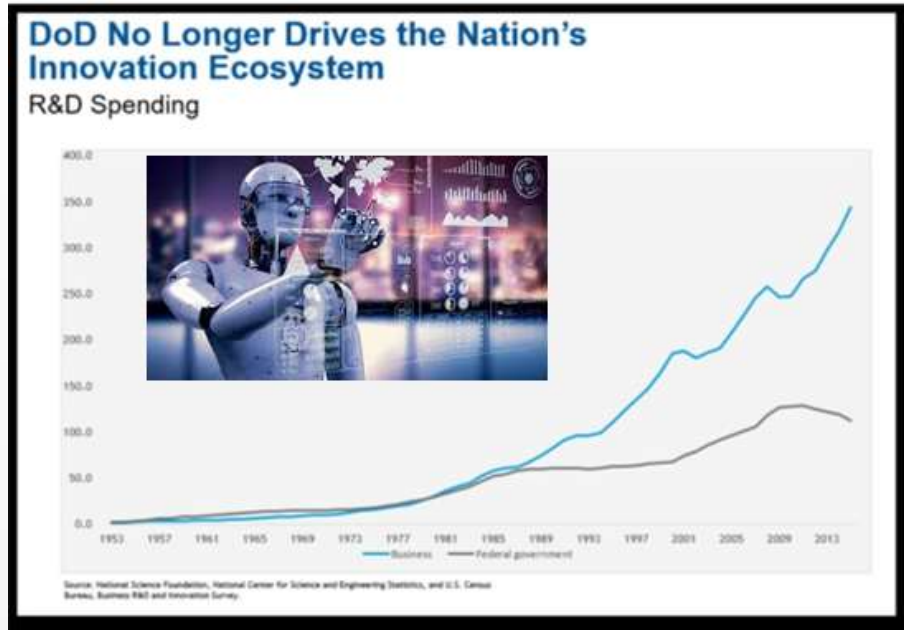 DoD No Longer Drives the Nation's
Innovation Ecosystem
R&D Spending
400.0
350.0
300.0
250.0
200.0
150.0
100.0
50.0
0.0
1953 1957 1961 1965 1969 1973 1977 1981 1985 1989 1993 1997 2001 2005 2009 2013
Business Federal government
Source: National Science Foundation, National Center for Science and Engineering Statistics, and U.S. Census
Bureau, Business R&D and Innovation Survey.